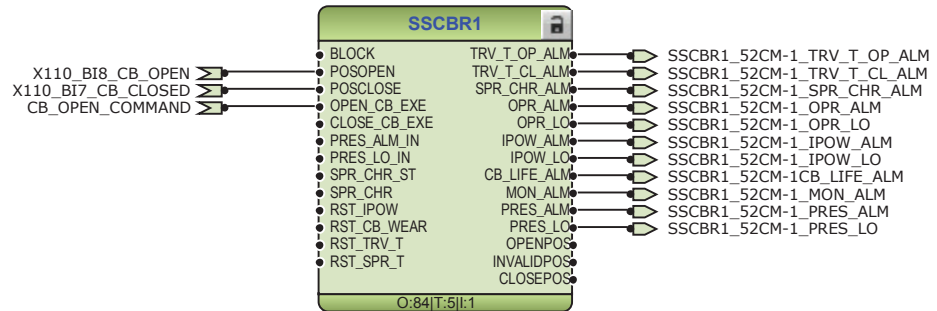 SSCBR1
BLOCK TRV_T_OP_ALM SSCBR1_52CM-1_TRV_T_OP_ALM
X110_BI8_CB_OPEN POSOPEN TRV_T_CL_ALM SSCBR1_52CM-1_TRV_T_CL_ALM
X110_BI7_CB_CLOSED POSCLOSE SPR_CHR_ALM SSCBR1_52CM-1_SPR_CHR_ALM
CB_OPEN_COMMAND OPEN_CB_EXE OPR_ALM SSCBR1_52CM-1_OPR_ALM
CLOSE_CB_EXE OPR_LO SSCBR1_52CM-1_OPR_LO
PRES_ALM_IN IPOW_ALM SSCBR1_52CM-1_IPOW_ALM
PRES_LO_IN IPOW_LO SSCBR1_52CM-1_IPOW_LO
SPR_CHR_ST CB_LIFE_ALM SSCBR1_52CM-1CB_LIFE_ALM
SPR_CHR MON_ALM SSCBR1_52CM-1_MON_ALM
RST_IPOW PRES_ALM SSCBR1_52CM-1_PRES_ALM
RST_CB_WEAR PRES_LO SSCBR1_52CM-1_PRES_LO
RST_TRV_T OPENPOS
RST_SPR_T INVALIDPOS
CLOSEPOS
O:84|T:5|I:1